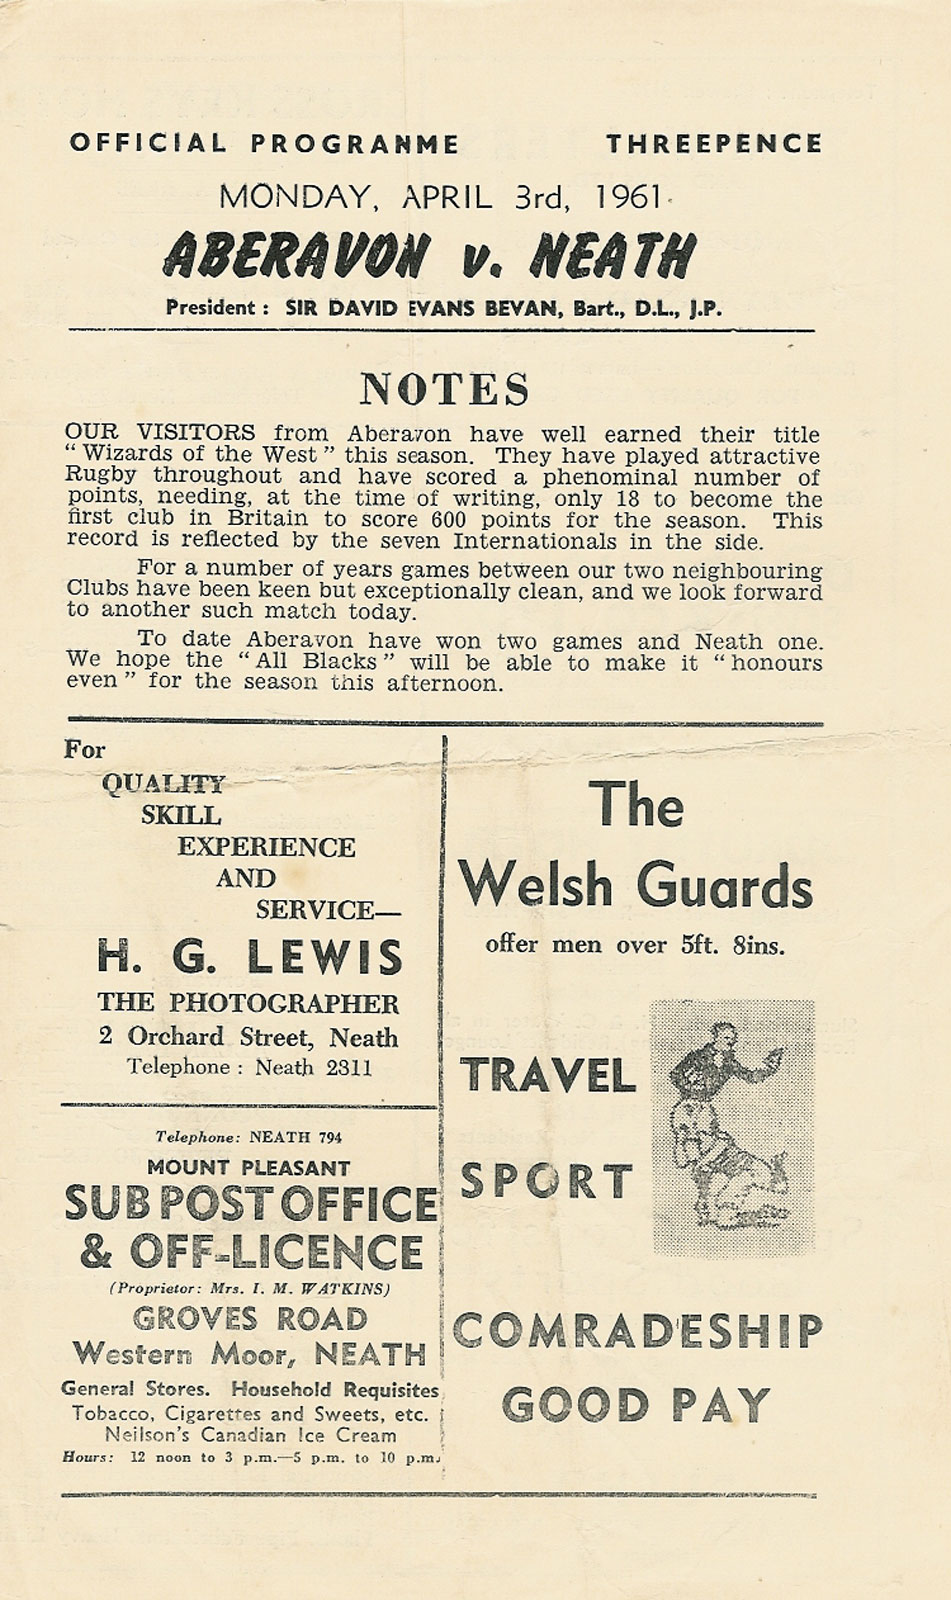 OFFICIAL PROGRAMME THREEPENCE
MONDAY, APRIL 3rd, 1961
ABERAVON v. NEATH
President : SIR DAVID EVANS BEVAN, Bart., D.L., J.P.
NOTES
OUR VISITORS from Aberavon have well earned their title
“ Wizards of the West ” this season. They have played attractive
Rugby throughout and have scored a phenominal number of
points, needing, at the time of writing, only 18 to become the
first club in Britain to score 600 points for the season. This
record is reflected by the seven Internationals in the side.
For a number of years games between our two neighbouring
Clubs have been keen but exceptionally clean, and we look forward
to another such match today.
To date Aberavon have won two games and Neath one.
We hope the “ All Blacks ” will be able to make it “ honours
even ” for the season this afternoon.
For
QUALITY
SKILL
EXPERIENCE
AND
SERVICE—
H. G. LEWIS
THE PHOTOGRAPHER
2 Orchard Street, Neath
Telephone : Neath 2311
Telephone: NEATH 794
MOUNT PLEASANT
SUB POST OFFICE
& OFF-LICENCE
(Proprietor: Mrs. I. M. WATKINS)
GROVES ROAD
Western Moor, NEATH
General Stores. Household Requisites
Tobacco, Cigarettes and Sweets, etc.
Neilson's Canadian Ice Cream
Hours: 12 noon to 3 p.m.—5 p.m. to 10 p.m.
The
Welsh Guards
offer men over 5ft. 8ins.
TRAVEL
SPORT
COMRADESHIP
GOOD PAY